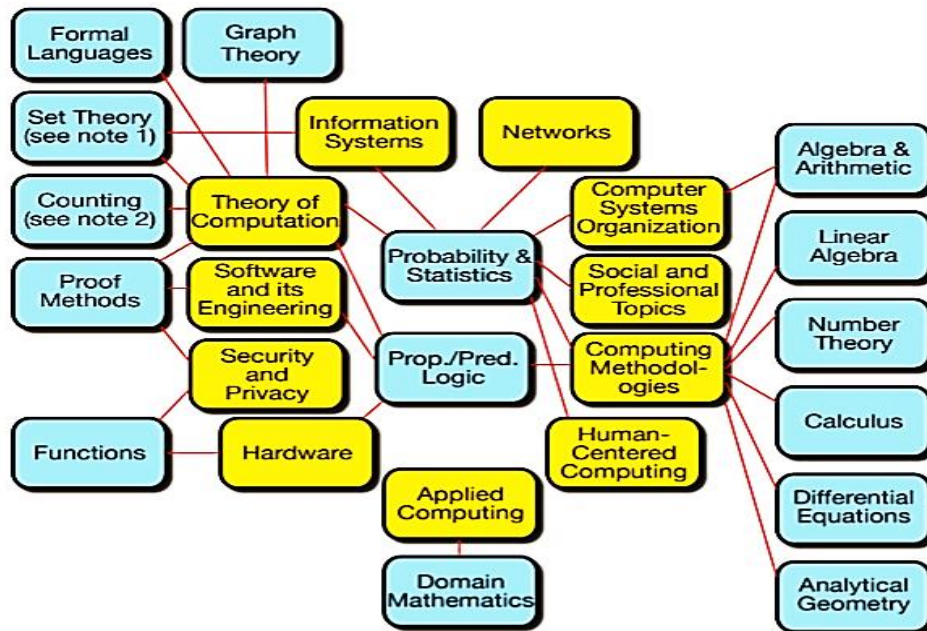 Formal
Languages
Graph
Theory
Set Theory
(see note 1)
Information
Systems
Networks
Algebra &
Arithmetic
Counting
(see note 2)
Theory of
Computation
Computer
Systems
Organization
Probability &
Statistics
Linear
Algebra
Proof
Methods
Software
and its
Engineering
Social and
Professional
Topics
Number
Theory
Security
and
Privacy
Prop./Pred.
Logic
Computing
Methodol-
ogies
Calculus
Functions
Hardware
Human-
Centered
Computing
Applied
Computing
Differential
Equations
Domain
Mathematics
Analytical
Geometry